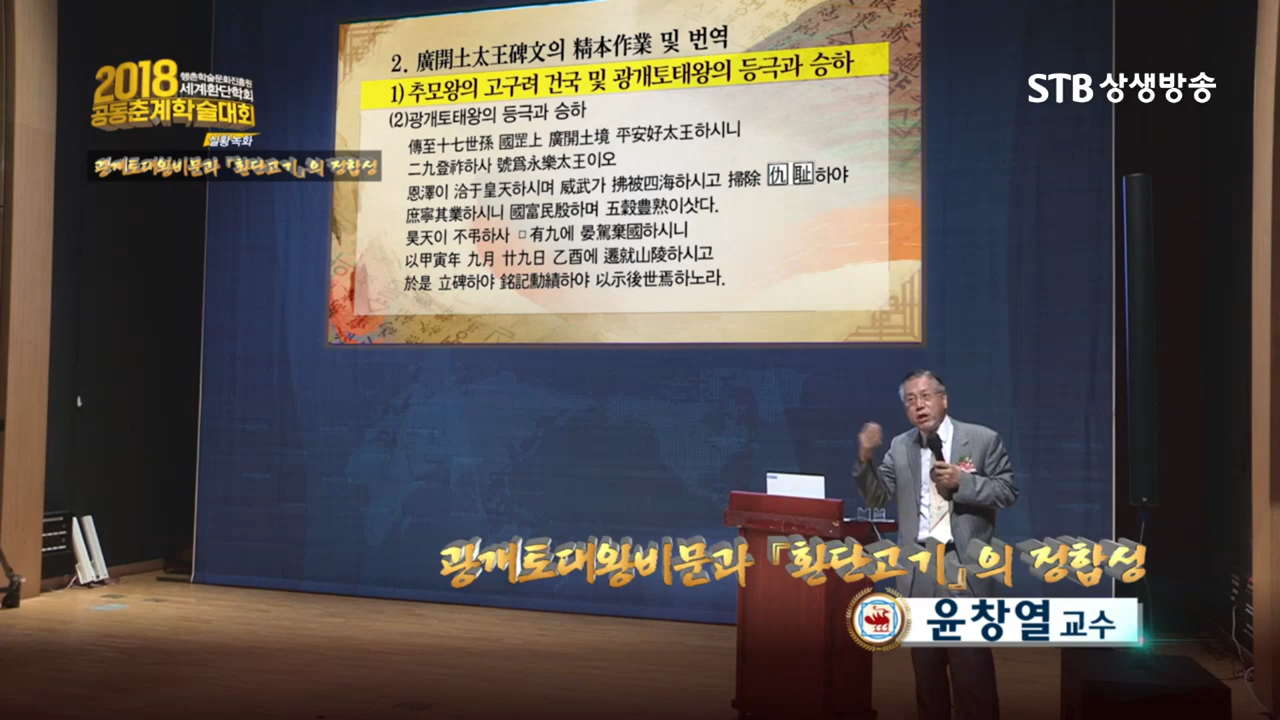 2018
행촌학술문화진흥원
세계환단학회
공동춘계학술대회
실황녹화
광개토대왕비문과 『환단고기』의 정합성
STB 상생방송
2. 廣開土太王碑文의 精本作業 및 번역
1) 추모왕의 고구려 건국 및 광개토태왕의 등극과 승하
(2)광개토태왕의 등극과 승하
傳至十七世孫 國罡上 廣開土境 平安好太王하시니
二九登祚하사 號爲永樂太王이오
恩澤이 洽于皇天하시며 威武가 拂被四海하시고 掃除 仇 恥하야
庶寧其業하시니 國富民殷하며 五穀豊熟이삿다.
昊天이 不弔하사 □有九에 晏駕棄國하시니
以甲寅年 九月 廿九日 乙酉에 遷就山陵하시고
於是 立碑하야 銘記勳績하야 以示後世焉하노라.
광개토대왕비문과 『환단고기』의 정합성
윤창열 교수